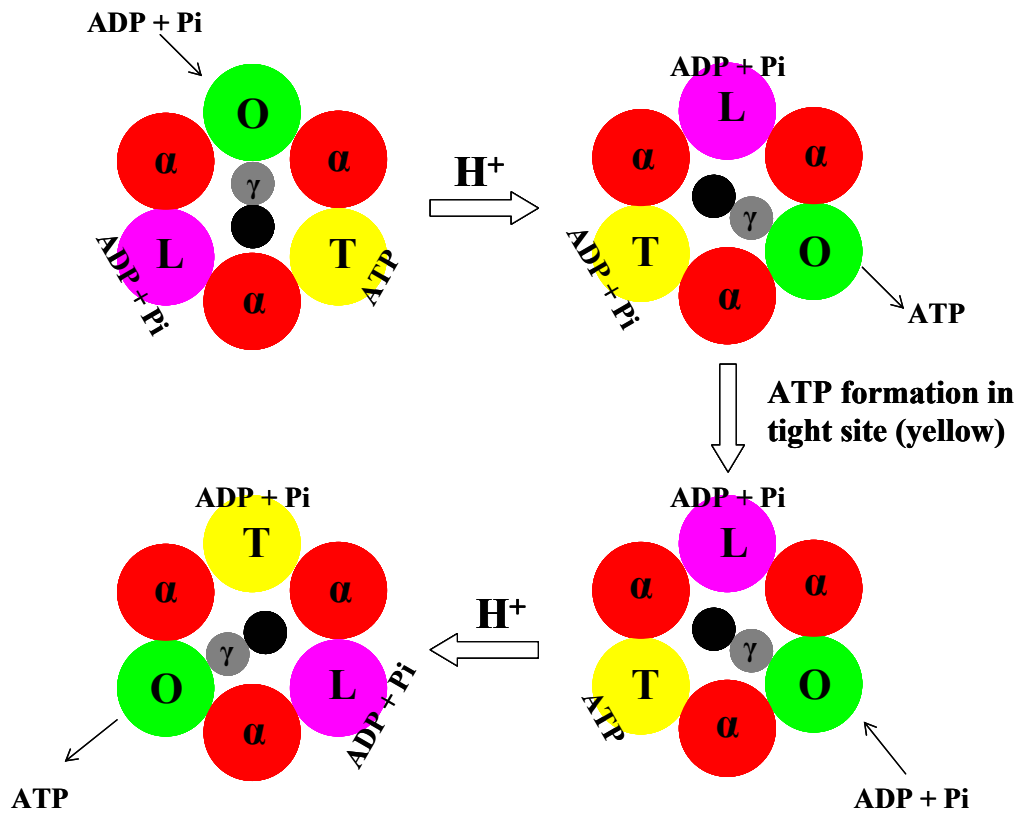 ADP + Pi
O
α
α
γ
L
T
α
ADP + Pi
ATP
H+
ADP + Pi
L
α
α
γ
T
O
α
ADP + Pi
ATP
ATP formation in
tight site (yellow)
ADP + Pi
T
α
α
γ
O
L
α
ADP + Pi
ATP
H+
ADP + Pi
L
α
α
γ
T
O
α
ATP
ADP + Pi